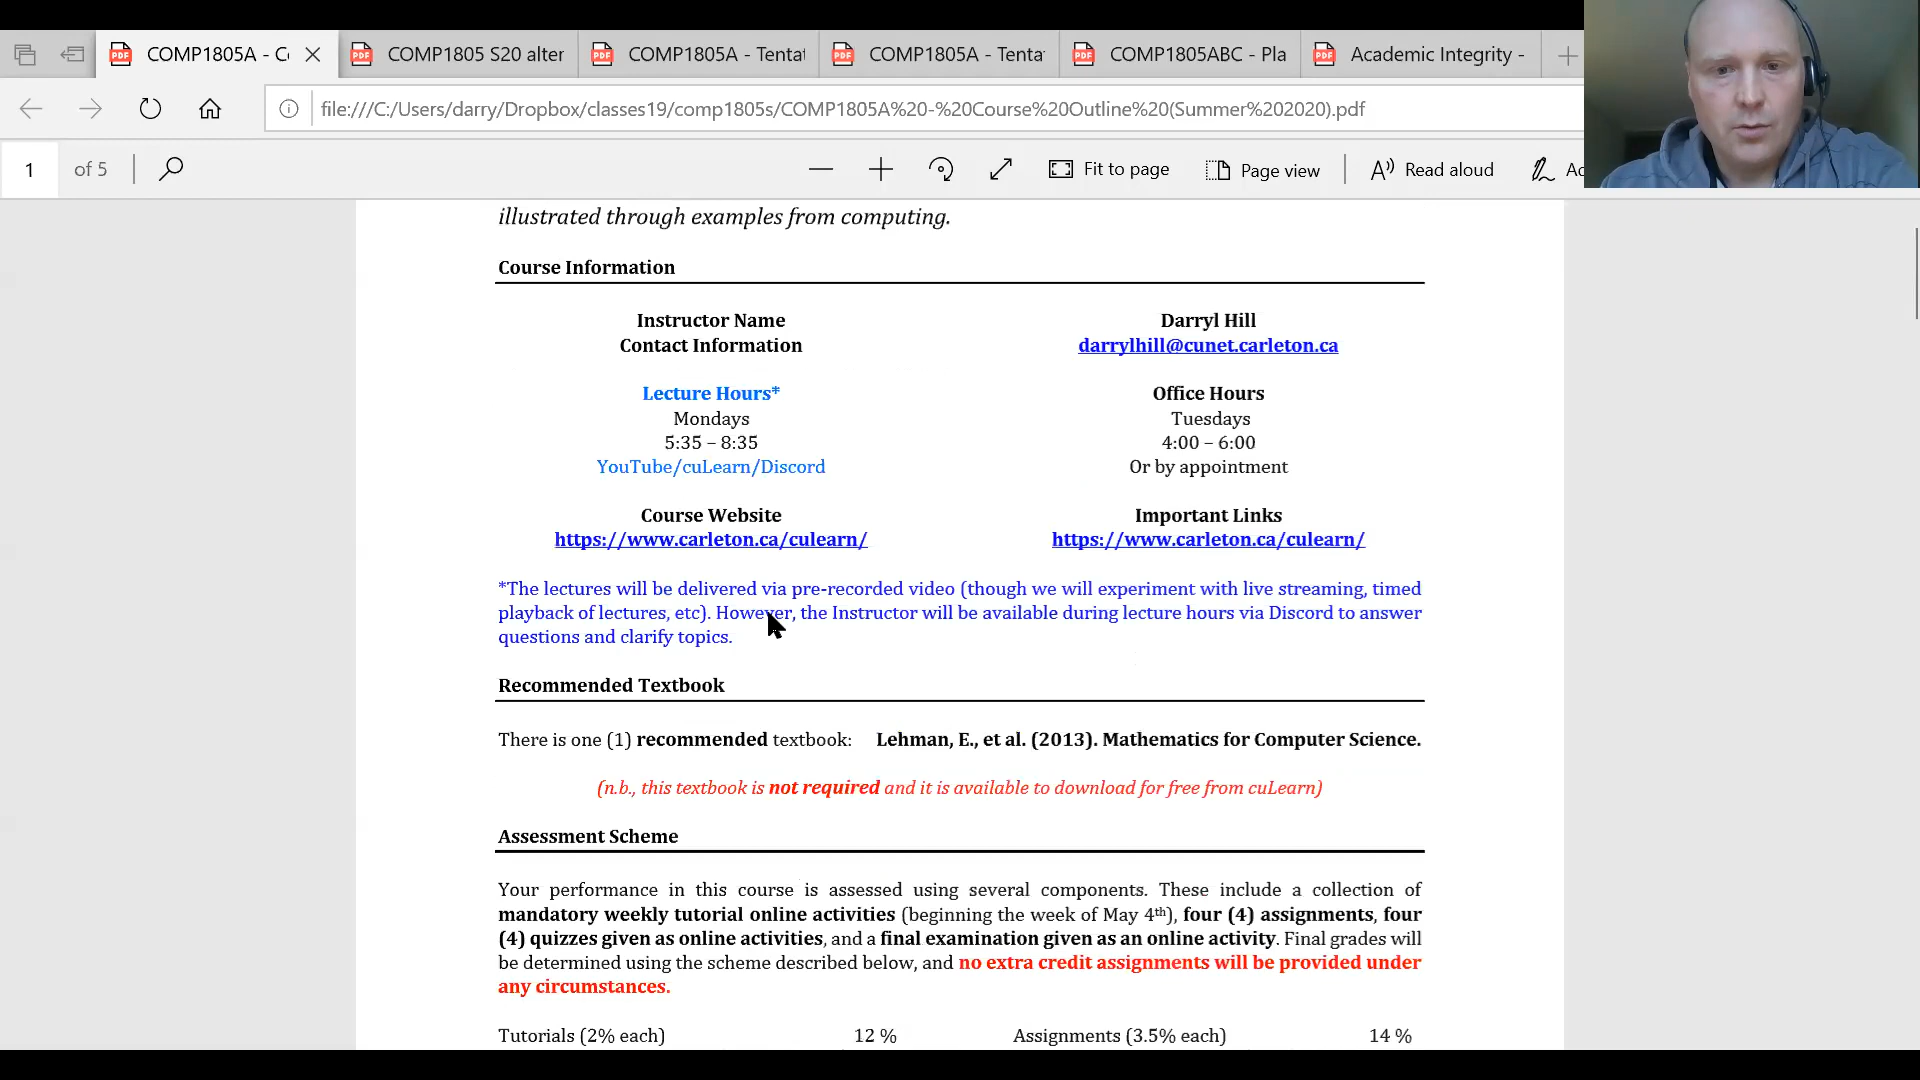 COMP1805A - Co
COMP1805 S20 alter
COMP1805A - Tentat
COMP1805A - Tentat
COMP1805ABC - Pla
Academic Integrity -
file:///C:/Users/darry/Dropbox/classes19/comp1805s/COMP1805A%20-%20Course%20Outline%20(Summer%202020).pdf
1 of 5
Fit to page
Page view
Read aloud
Ad
illustrated through examples from computing.
Course Information
Instructor Name
Darryl Hill
Contact Information
darrylhill@cunet.carleton.ca
Lecture Hours*
Office Hours
Mondays
Tuesdays
5:35 – 8:35
4:00 – 6:00
YouTube/cuLearn/Discord
Or by appointment
Course Website
Important Links
https://www.carleton.ca/culearn/
https://www.carleton.ca/culearn/
*The lectures will be delivered via pre-recorded video (though we will experiment with live streaming, timed
playback of lectures, etc). However, the Instructor will be available during lecture hours via Discord to answer
questions and clarify topics.
Recommended Textbook
There is one (1) recommended textbook: Lehman, E., et al. (2013). Mathematics for Computer Science.
(n.b., this textbook is not required and it is available to download for free from cuLearn)
Assessment Scheme
Your performance in this course is assessed using several components. These include a collection of
mandatory weekly tutorial online activities (beginning the week of May 4th), four (4) assignments, four
(4) quizzes given as online activities, and a final examination given as an online activity. Final grades will
be determined using the scheme described below, and no extra credit assignments will be provided under
any circumstances.
Tutorials (2% each) 12 % Assignments (3.5% each) 14 %